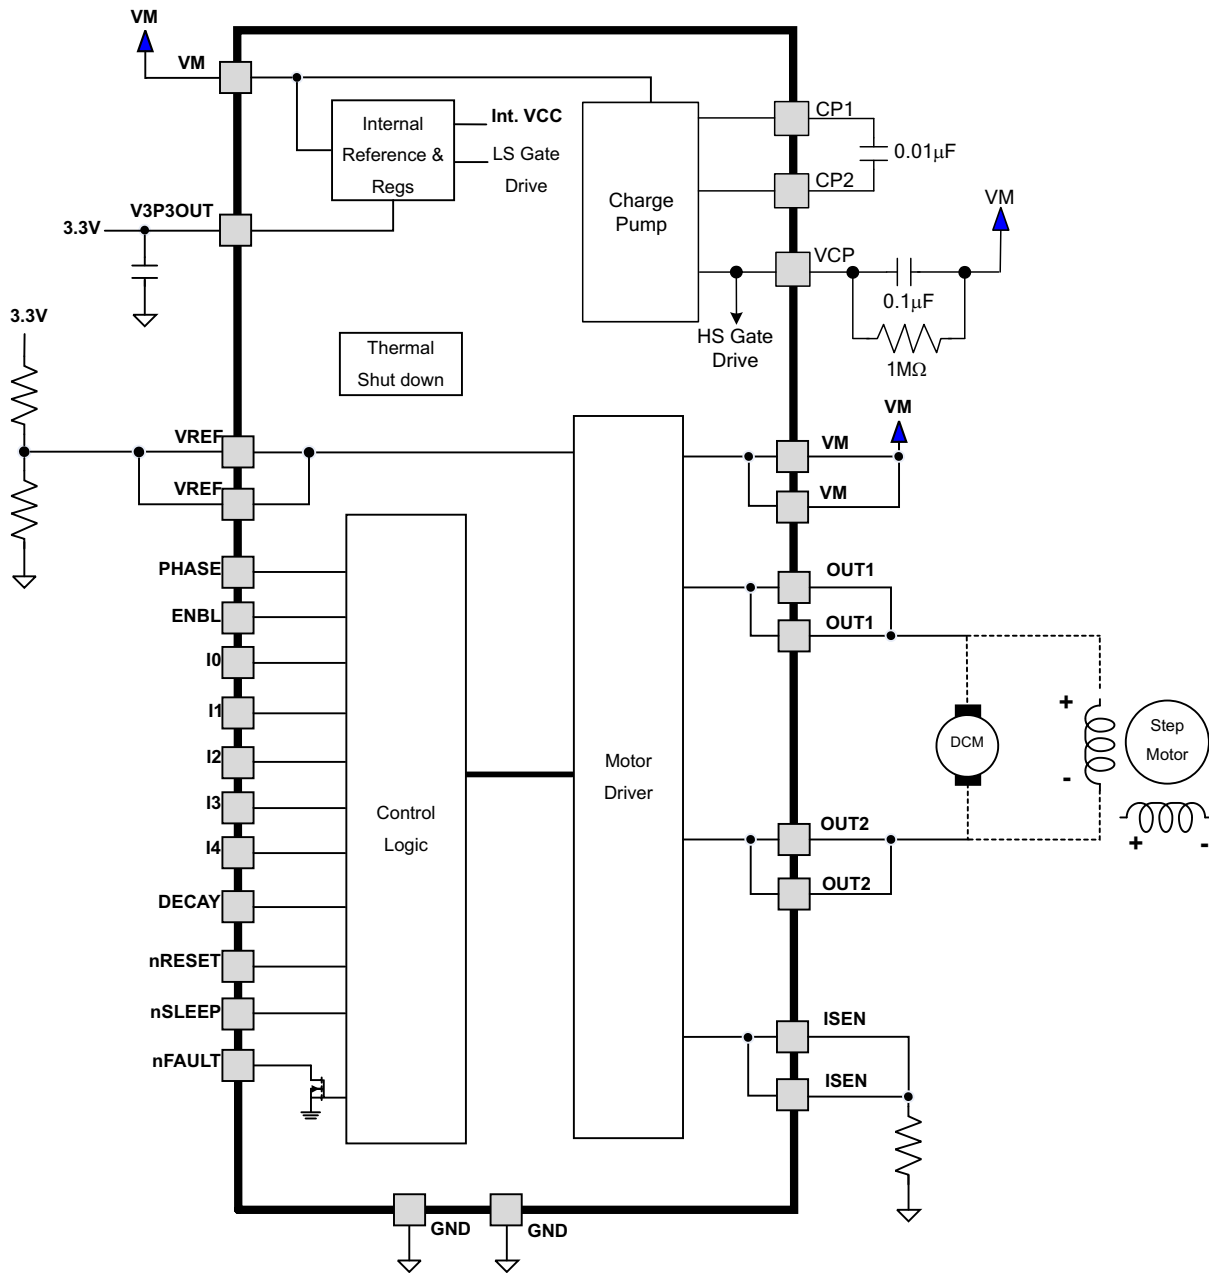 VM
VM
Internal
Reference &
Regs
Int. VCC
LS Gate
Drive
V3P3OUT
3.3V
Charge
Pump
CP1
0.01μF
CP2
VM
VCP
0.1μF
1MΩ
HS Gate
Drive
3.3V
Thermal
Shut down
VREF
VREF
VM
VM
VM
PHASE
ENBL
I0
I1
I2
I3
I4
DECAY
nRESET
nSLEEP
nFAULT
Control
Logic
Motor
Driver
OUT1
OUT1
DCM
+
-
Step
Motor
+
-
OUT2
OUT2
ISEN
ISEN
GND
GND